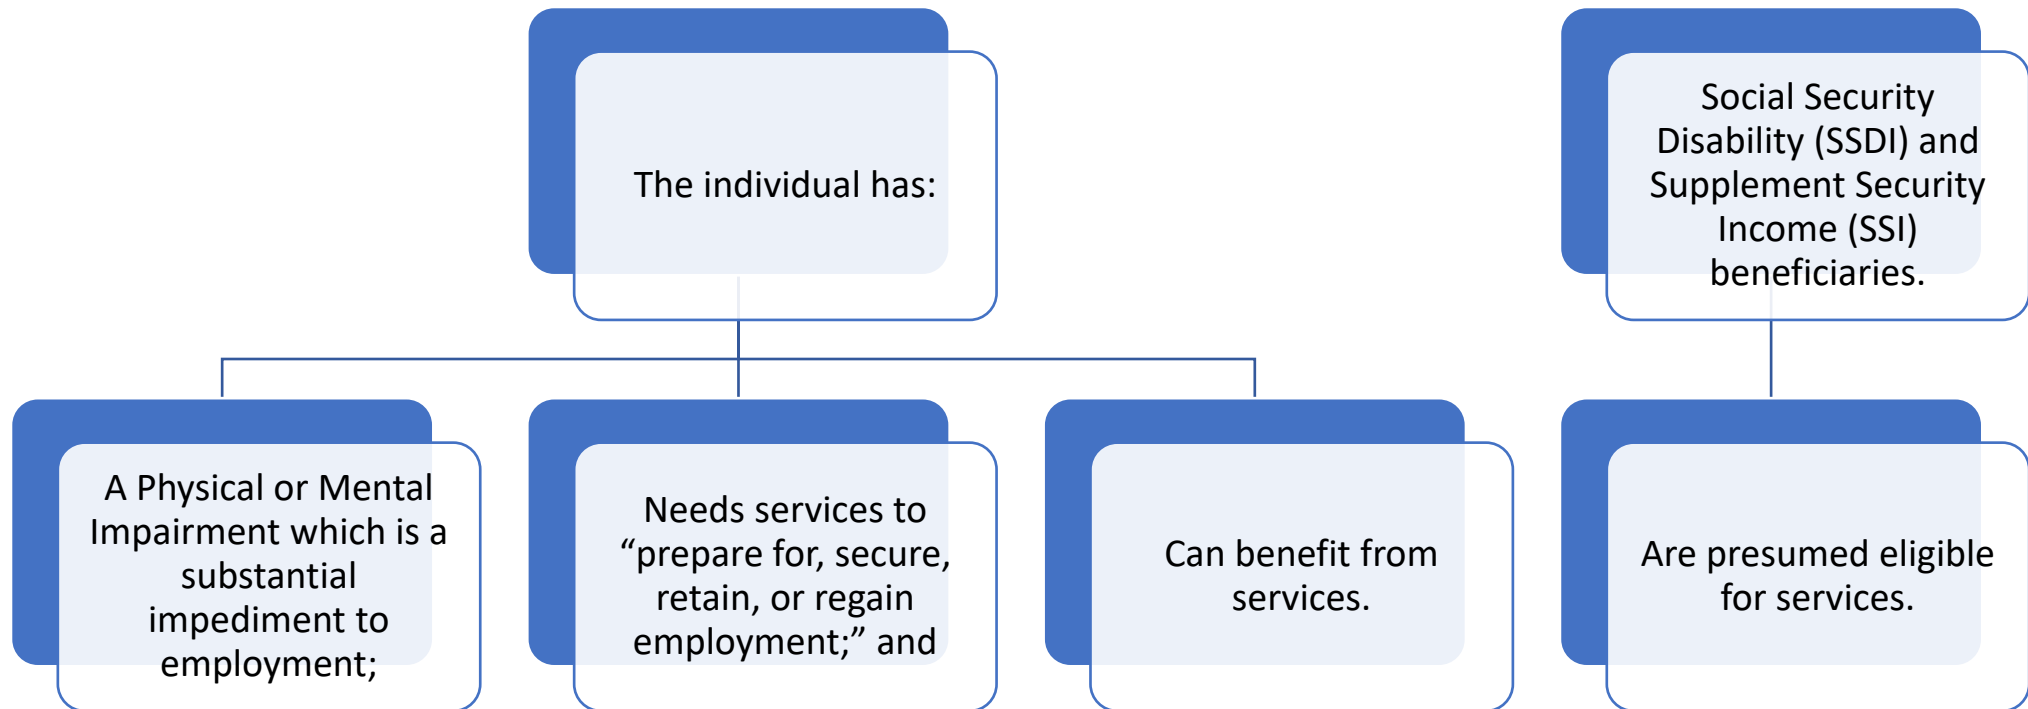 The individual has:
Social Security
Disability (SSDI) and
Supplement Security
Income (SSI)
beneficiaries.
A Physical or Mental
Impairment which is a
substantial
impediment to
employment;
Needs services to
“prepare for, secure,
retain, or regain
employment;” and
Can benefit from
services.
Are presumed eligible
for services.